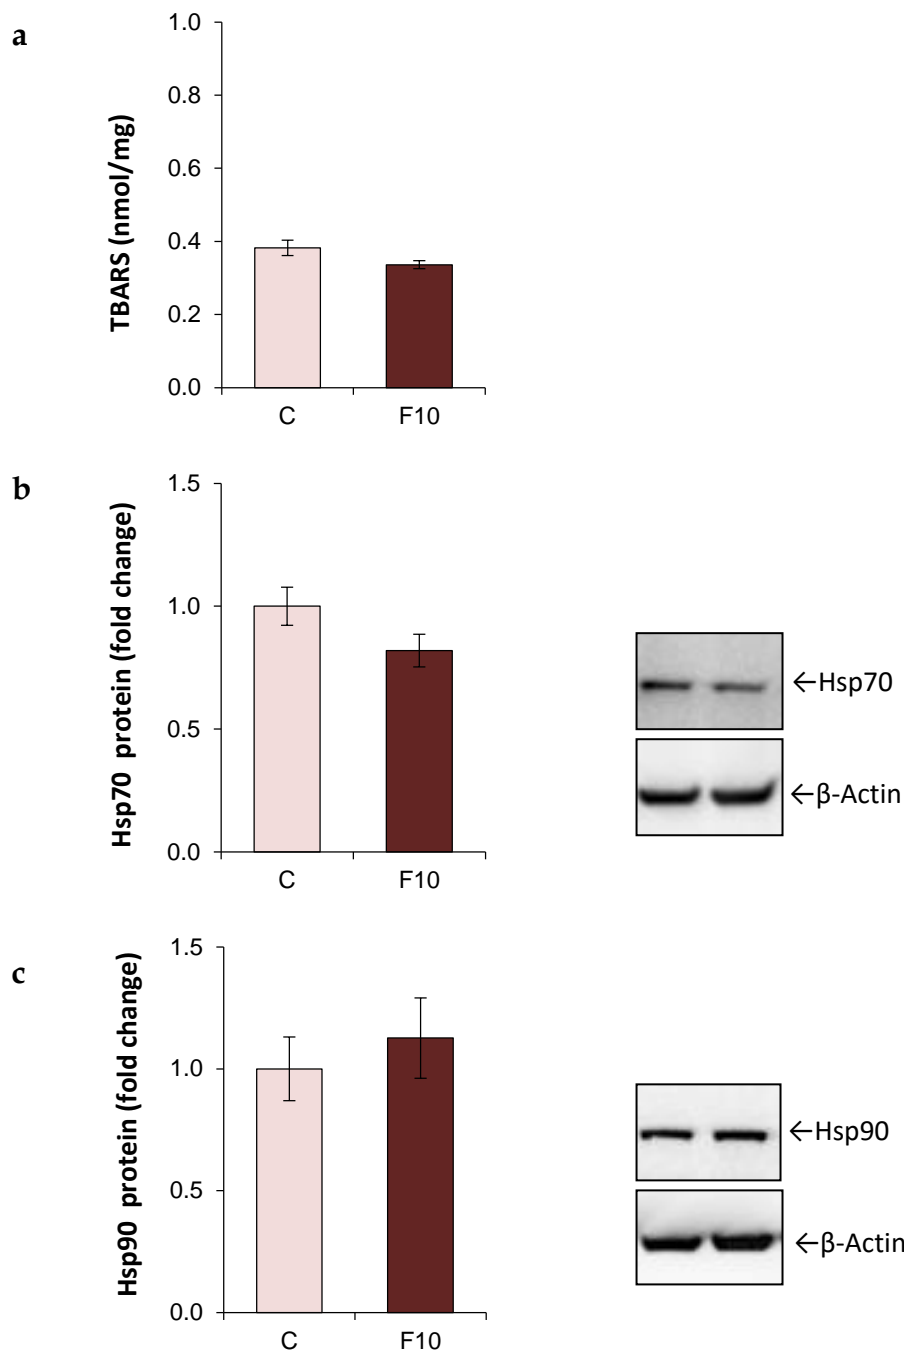 a
TBARS (nmol/mg)
1.0
0.8
0.6
0.4
0.2
0.0
C F10
b
Hsp70 protein (fold change)
1.5
1.0
0.5
0.0
C F10
←Hsp70
←β-Actin
c
Hsp90 protein (fold change)
1.5
1.0
0.5
0.0
C F10
←Hsp90
←β-Actin